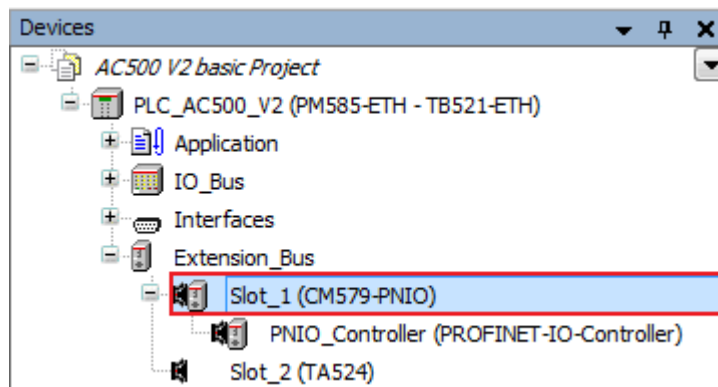 Devices
AC500 V2 basic Project
PLC_AC500_V2 (PM585-ETH - TB521-ETH)
Application
IO_Bus
Interfaces
Extension_Bus
Slot_1 (CM579-PNIO)
PNIO_Controller (PROFINET-IO-Controller)
Slot_2 (TA524)